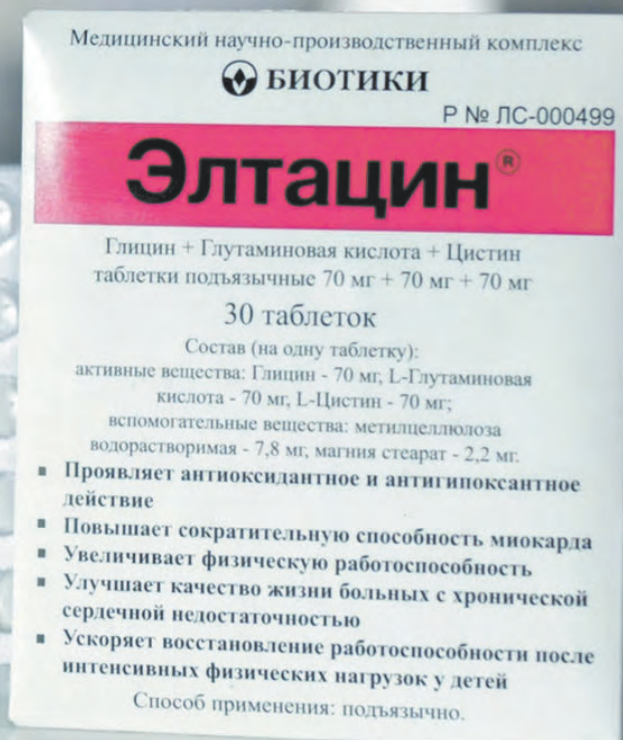 Медицинский научно-производственный комплекс
БИОТИКИ
Р № ЛС-000499
Элтацин®
Глицин + Глутаминовая кислота + Цистин
таблетки подъязычные 70 мг + 70 мг + 70 мг
30 таблеток
Состав (на одну таблетку):
активные вещества: Глицин - 70 мг, L-Глутаминовая
кислота - 70 мг, L-Цистин - 70 мг;
вспомогательные вещества: метилцеллюлоза
водорастворимая - 7,8 мг, магния стеарат - 2,2 мг.
▪ Проявляет антиоксидантное и антигипоксантное
действие
▪ Повышает сократительную способность миокарда
▪ Увеличивает физическую работоспособность
▪ Улучшает качество жизни больных с хронической
сердечной недостаточностью
▪ Ускоряет восстановление работоспособности после
интенсивных физических нагрузок у детей
Способ применения: подъязычно.